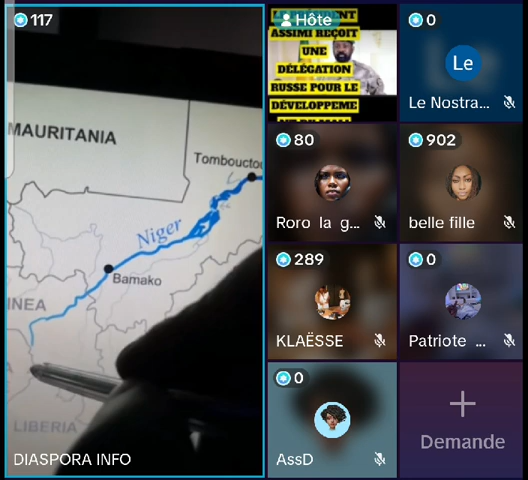 117
MAURITANIA
Tombouctou
Niger
Bamako
INEA
LIBERIA
DIASPORA INFO
Hôte
ASSIMI REÇOIT
UNE
DÉLÉGATION
RUSSE POUR LE
DÉVELOPPEME
0
Le
Le Nostra...
80
Roro la g...
902
belle fille
289
KLAËSSE
0
Patriote ...
0
AssD
+
Demande